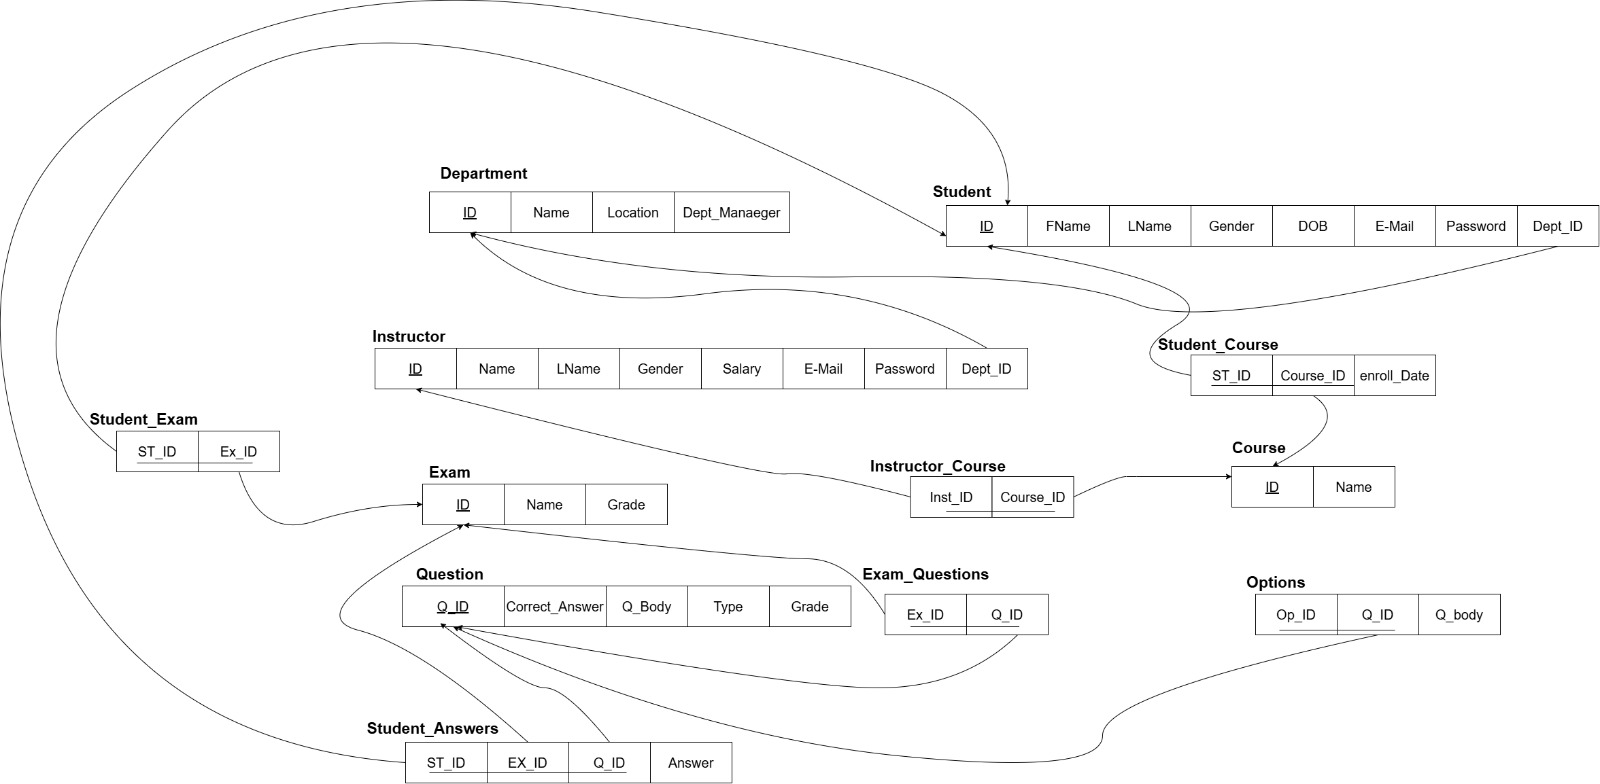 Department
ID Name Location Dept_Manaeger
Student
ID FName LName Gender DOB E-Mail Password Dept_ID
Instructor
ID Name LName Gender Salary E-Mail Password Dept_ID
Student_Course
ST_ID Course_ID enroll_Date
Student_Exam
ST_ID Ex_ID
Course
ID Name
Instructor_Course
Inst_ID Course_ID
Exam
ID Name Grade
Question
Q_ID Correct_Answer Q_Body Type Grade
Exam_Questions
Ex_ID Q_ID
Options
Op_ID Q_ID Q_body
Student_Answers
ST_ID EX_ID Q_ID Answer